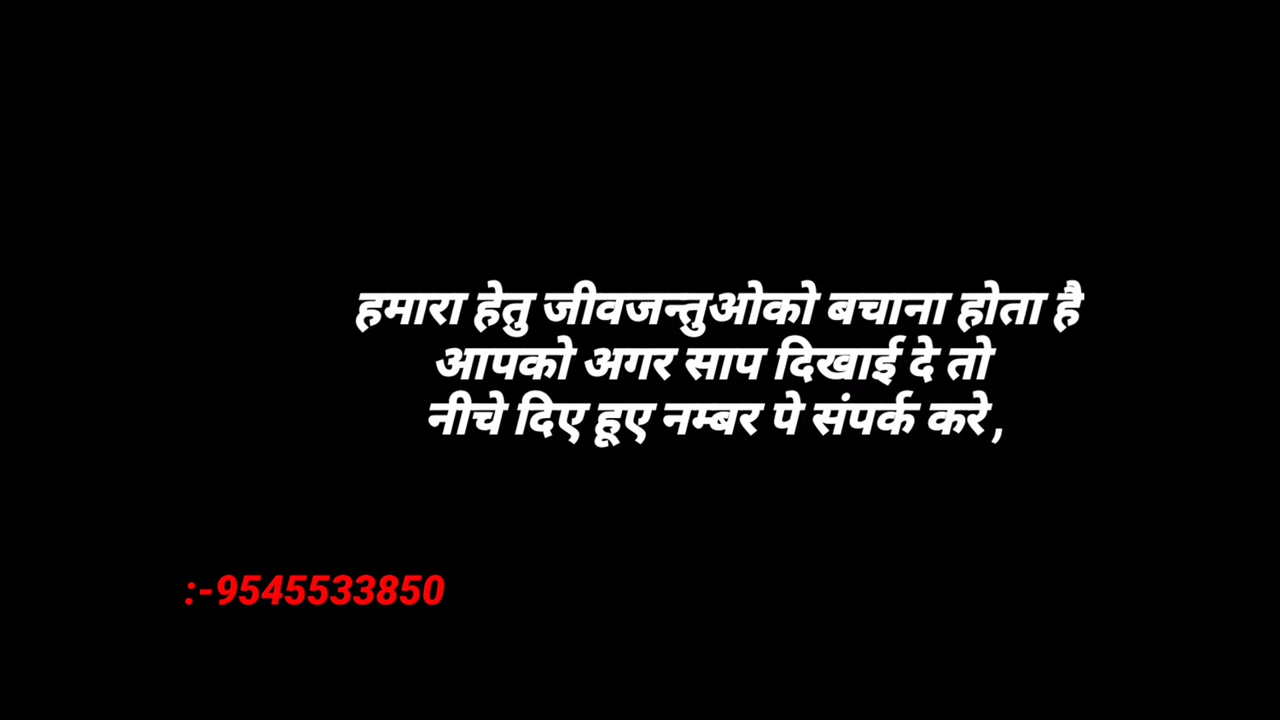 हमारा हेतु जीवजन्तुओको बचाना होता है
आपको अगर साप दिखाई दे तो
नीचे दिए हूए नम्बर पे संपर्क करे,
:-9545533850